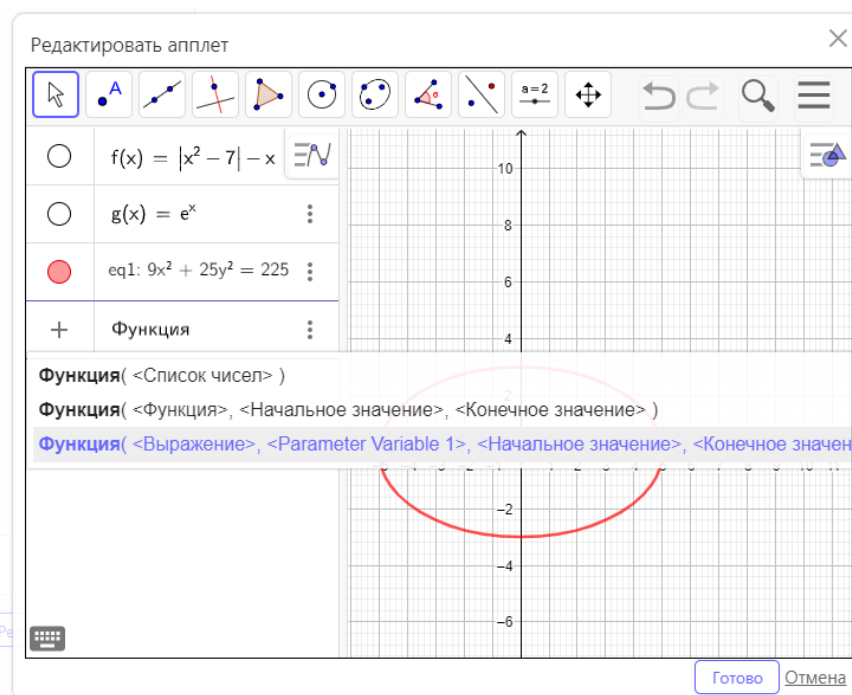 Редактировать апплет
A
a=2
f(x) = |x² − 7| − x
g(x) = eˣ
eq1: 9x² + 25y² = 225
+ Функция
Функция( <Список чисел> )
Функция( <Функция>, <Начальное значение>, <Конечное значение> )
Функция( <Выражение>, <Parameter Variable 1>, <Начальное значение>, <Конечное значен
10
8
6
4
2
−2
−4
−6
Готово
Отмена